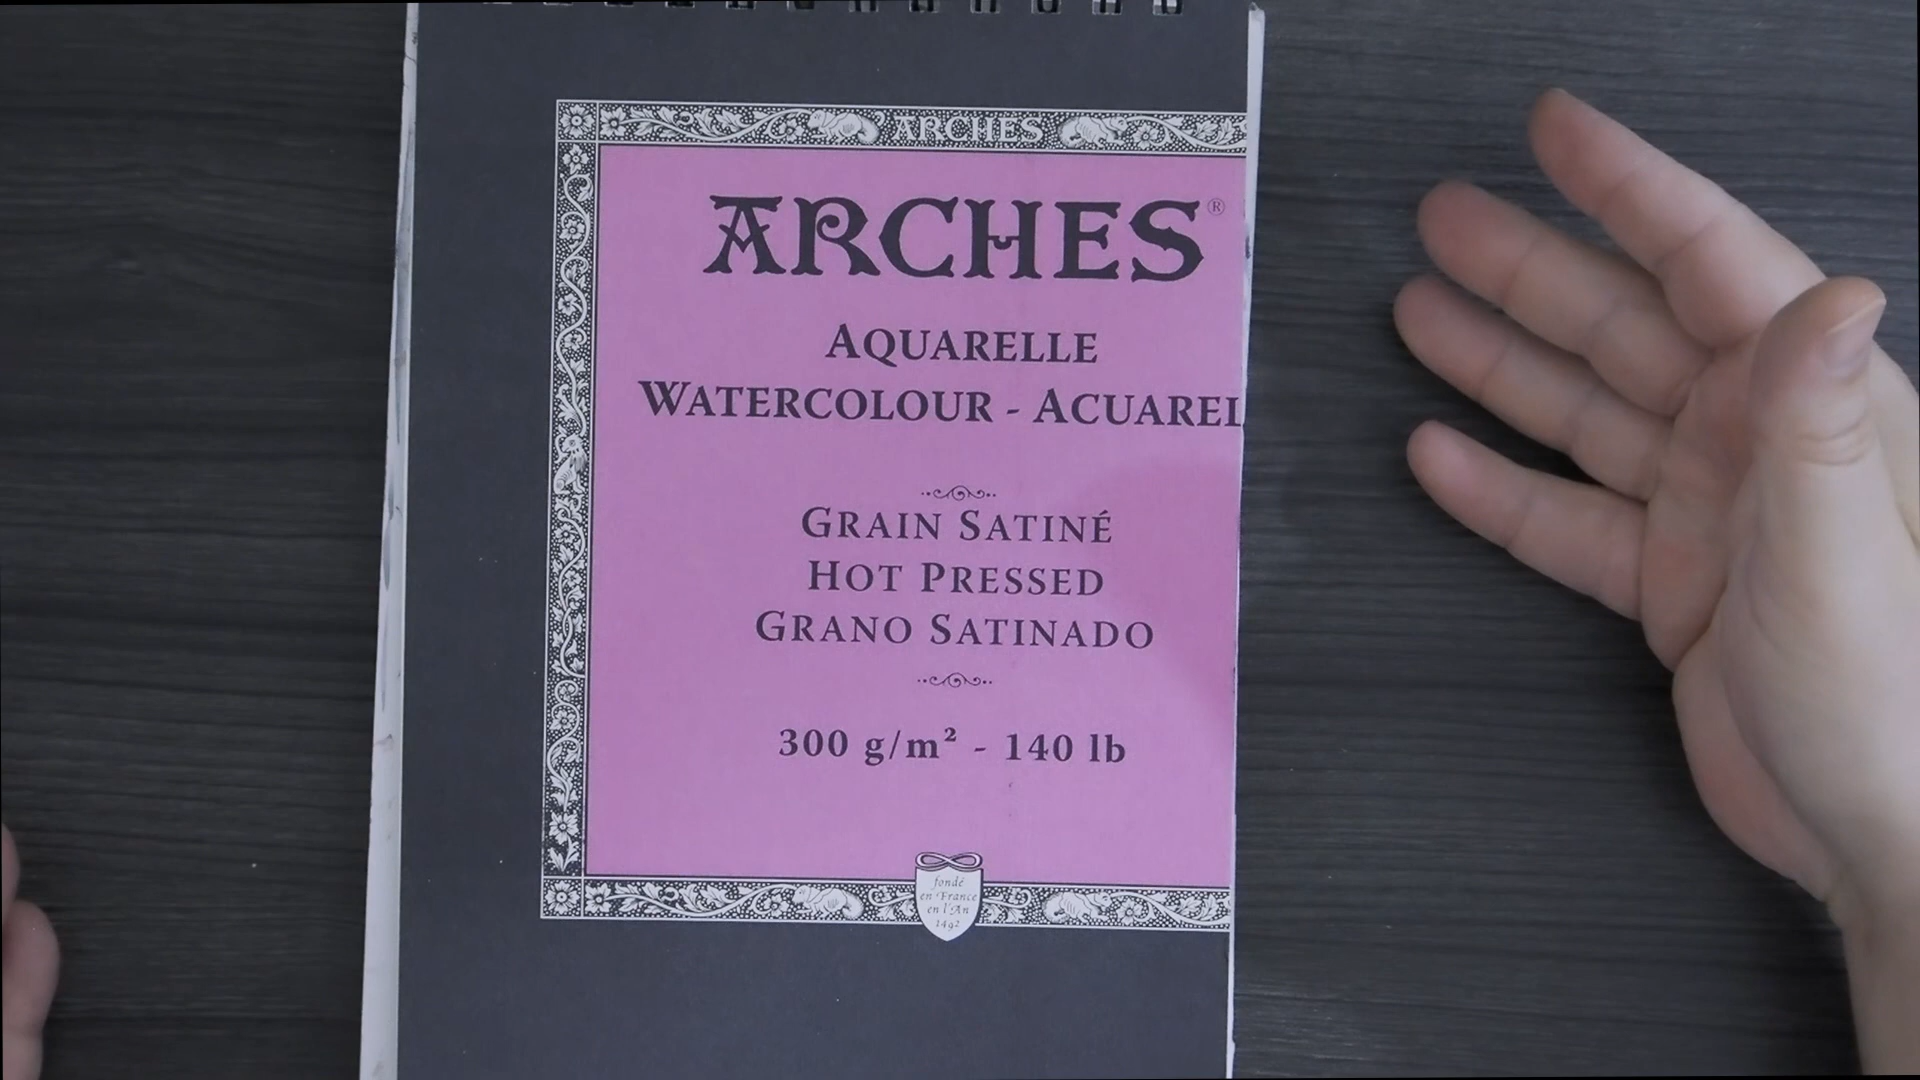 ARCHES
ARCHES®
AQUARELLE
WATERCOLOUR - ACUAREL
GRAIN SATINÉ
HOT PRESSED
GRANO SATINADO
300 g/m² - 140 lb
fondé
en France
en l'An
1492